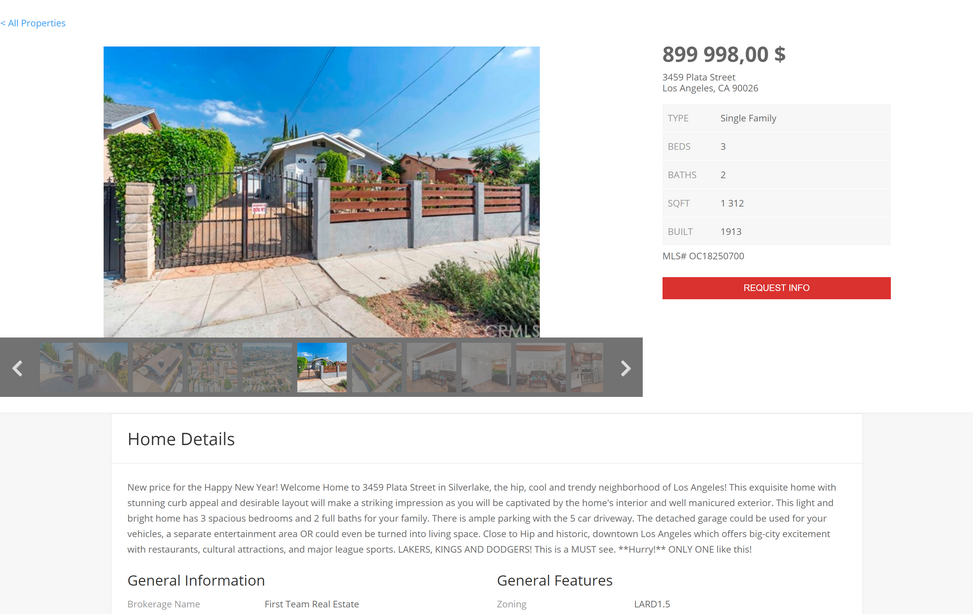 < All Properties
899 998,00 $
3459 Plata Street
Los Angeles, CA 90026
TYPE Single Family
BEDS 3
BATHS 2
SQFT 1 312
BUILT 1913
MLS# OC18250700
REQUEST INFO
CRMLS
Home Details
New price for the Happy New Year! Welcome Home to 3459 Plata Street in Silverlake, the hip, cool and trendy neighborhood of Los Angeles! This exquisite home with
stunning curb appeal and desirable layout will make a striking impression as you will be captivated by the home's interior and well manicured exterior. This light and
bright home has 3 spacious bedrooms and 2 full baths for your family. There is ample parking with the 5 car driveway. The detached garage could be used for your
vehicles, a separate entertainment area OR could even be turned into living space. Close to Hip and historic, downtown Los Angeles which offers big-city excitement
with restaurants, cultural attractions, and major league sports. LAKERS, KINGS AND DODGERS! This is a MUST see. **Hurry!** ONLY ONE like this!
General Information
General Features
Brokerage Name First Team Real Estate
Zoning LARD1.5